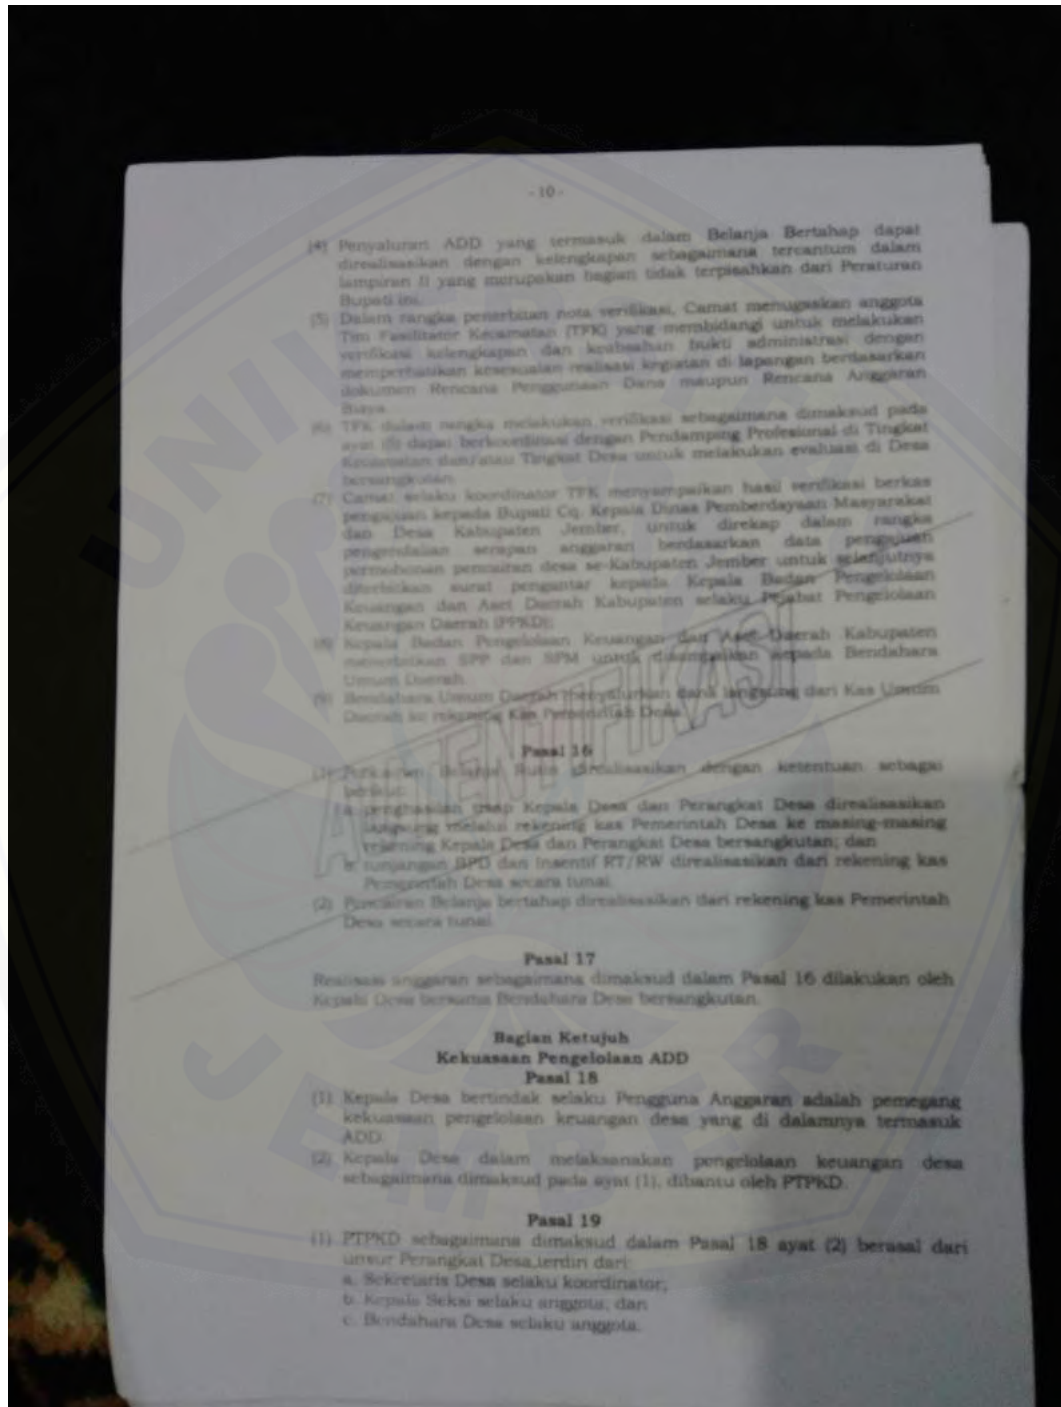 - 10 -
(4) Penyaluran ADD yang termasuk dalam Belanja Bertahap dapat
direalisasikan dengan kelengkapan sebagaimana tercantum dalam
lampiran II yang merupakan bagian tidak terpisahkan dari Peraturan
Bupati ini.
(5) Dalam rangka penerbitan nota verifikasi, Camat menugaskan anggota
Tim Fasilitator Kecamatan (TFK) yang membidangi untuk melakukan
verifikasi kelengkapan dan keabsahan bukti administrasi dengan
memperhatikan kesesuaian realisasi kegiatan di lapangan berdasarkan
dokumen Rencana Penggunaan Dana maupun Rencana Anggaran
Biaya.
(6) TFK dalam rangka melakukan verifikasi sebagaimana dimaksud pada
ayat (5) dapat berkoordinasi dengan Pendamping Profesional di Tingkat
Kecamatan dan/atau Tingkat Desa untuk melakukan evaluasi di Desa
bersangkutan.
(7) Camat selaku koordinator TFK menyampaikan hasil verifikasi berkas
pengajuan kepada Bupati Cq. Kepala Dinas Pemberdayaan Masyarakat
dan Desa Kabupaten Jember, untuk direkap dalam rangka
pengendalian serapan anggaran berdasarkan data pengajuan
permohonan pencairan desa se-Kabupaten Jember untuk selanjutnya
diterbitkan surat pengantar kepada Kepala Badan Pengelolaan
Keuangan dan Aset Daerah Kabupaten selaku Pejabat Pengelolaan
Keuangan Daerah (PPKD);
(8) Kepala Badan Pengelolaan Keuangan dan Aset Daerah Kabupaten
menerbitkan SPP dan SPM untuk disampaikan kepada Bendahara
Umum Daerah.
(9) Bendahara Umum Daerah menyalurkan dana langsung dari Kas Umum
Daerah ke rekening Kas Pemerintah Desa.
AUTENTIFIKASI
Pasal 16
(1) Pencairan Belanja Rutin direalisasikan dengan ketentuan sebagai
berikut:
a. penghasilan tetap Kepala Desa dan Perangkat Desa direalisasikan
langsung melalui rekening kas Pemerintah Desa ke masing-masing
rekening Kepala Desa dan Perangkat Desa bersangkutan; dan
b. tunjangan BPD dan Insentif RT/RW direalisasikan dari rekening kas
Pemerintah Desa secara tunai.
(2) Pencairan Belanja bertahap direalisasikan dari rekening kas Pemerintah
Desa secara tunai.
Pasal 17
Realisasi anggaran sebagaimana dimaksud dalam Pasal 16 dilakukan oleh
Kepala Desa bersama Bendahara Desa bersangkutan.
Bagian Ketujuh
Kekuasaan Pengelolaan ADD
Pasal 18
(1) Kepala Desa bertindak selaku Pengguna Anggaran adalah pemegang
kekuasaan pengelolaan keuangan desa yang di dalamnya termasuk
ADD.
(2) Kepala Desa dalam melaksanakan pengelolaan keuangan desa
sebagaimana dimaksud pada ayat (1), dibantu oleh PTPKD.
Pasal 19
(1) PTPKD sebagaimana dimaksud dalam Pasal 18 ayat (2) berasal dari
unsur Perangkat Desa,terdiri dari:
a. Sekretaris Desa selaku koordinator;
b. Kepala Seksi selaku anggota; dan
c. Bendahara Desa selaku anggota.